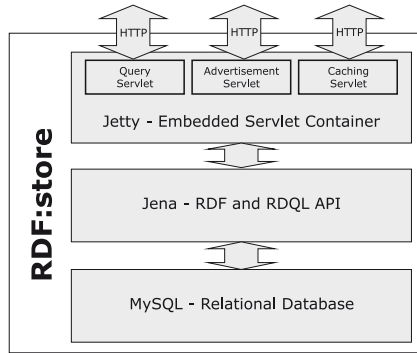 HTTP HTTP HTTP
Query Servlet
Advertisement Servlet
Caching Servlet
Jetty - Embedded Servlet Container
RDF:store
Jena - RDF and RDQL API
MySQL - Relational Database